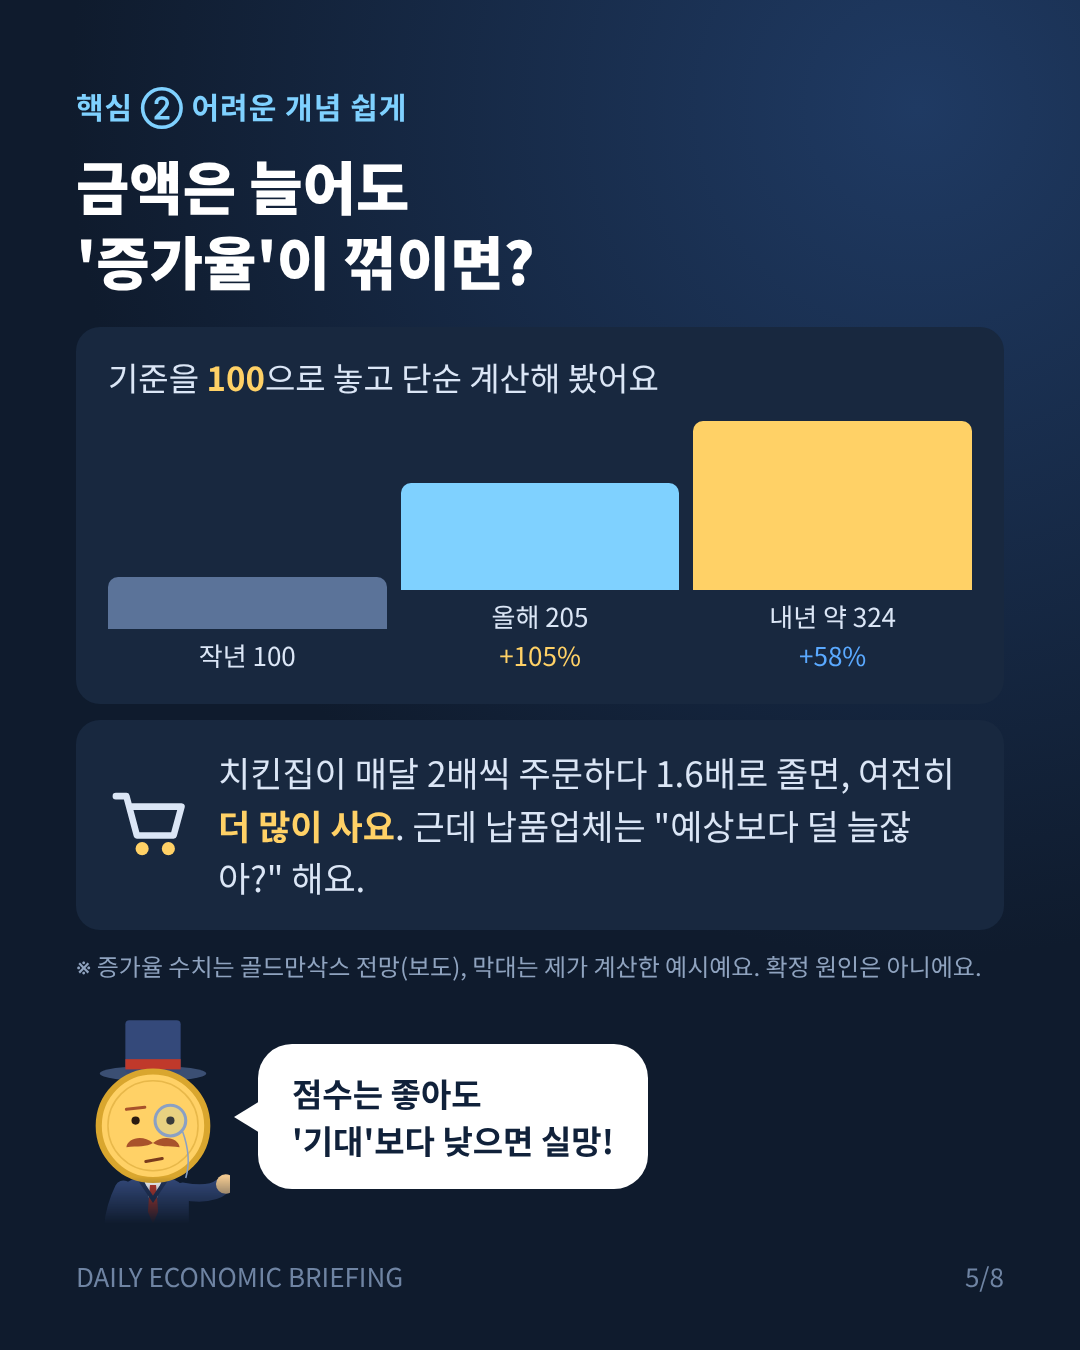 핵심 ② 어려운 개념 쉽게
금액은 늘어도
'증가율'이 꺾이면?
기준을 100으로 놓고 단순 계산해 봤어요
작년 100
올해 205
+105%
내년 약 324
+58%
치킨집이 매달 2배씩 주문하다 1.6배로 줄면, 여전히
더 많이 사요. 근데 납품업체는 "예상보다 덜 늘잖
아?" 해요.
※ 증가율 수치는 골드만삭스 전망(보도), 막대는 제가 계산한 예시예요. 확정 원인은 아니에요.
점수는 좋아도
'기대'보다 낮으면 실망!
DAILY ECONOMIC BRIEFING
5/8